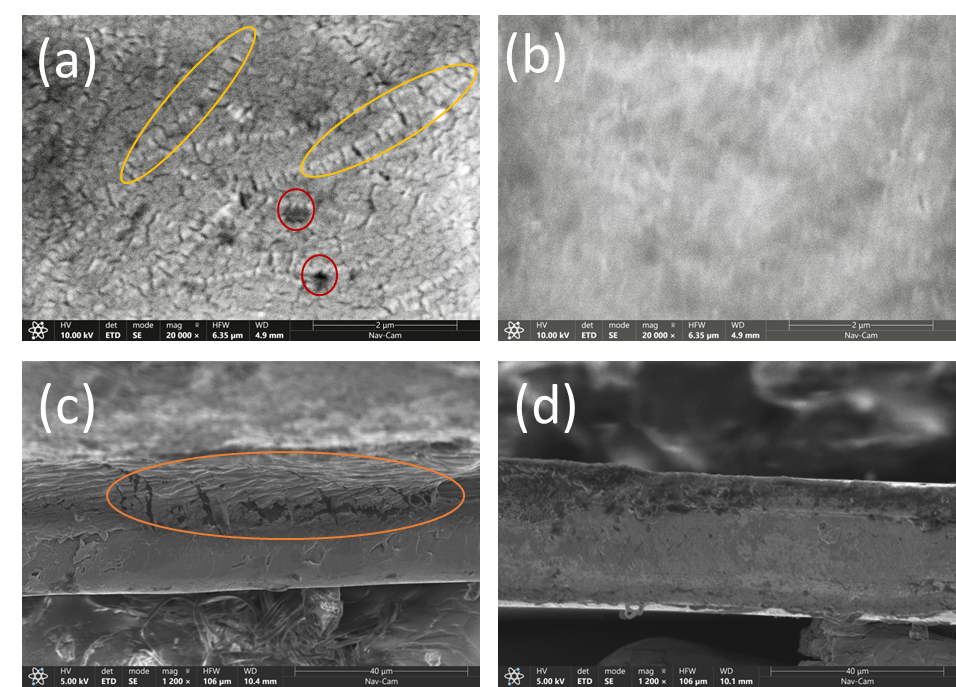 (a)
HV det mode mag HFW WD 2 µm
10.00 kV ETD SE 20 000 × 6.35 µm 4.9 mm Nav-Cam
(b)
HV det mode mag HFW WD 2 µm
10.00 kV ETD SE 20 000 × 6.35 µm 4.9 mm Nav-Cam
(c)
HV det mode mag HFW WD 40 µm
5.00 kV ETD SE 1 200 × 106 µm 10.4 mm Nav-Cam
(d)
HV det mode mag HFW WD 40 µm
5.00 kV ETD SE 1 200 × 106 µm 10.1 mm Nav-Cam